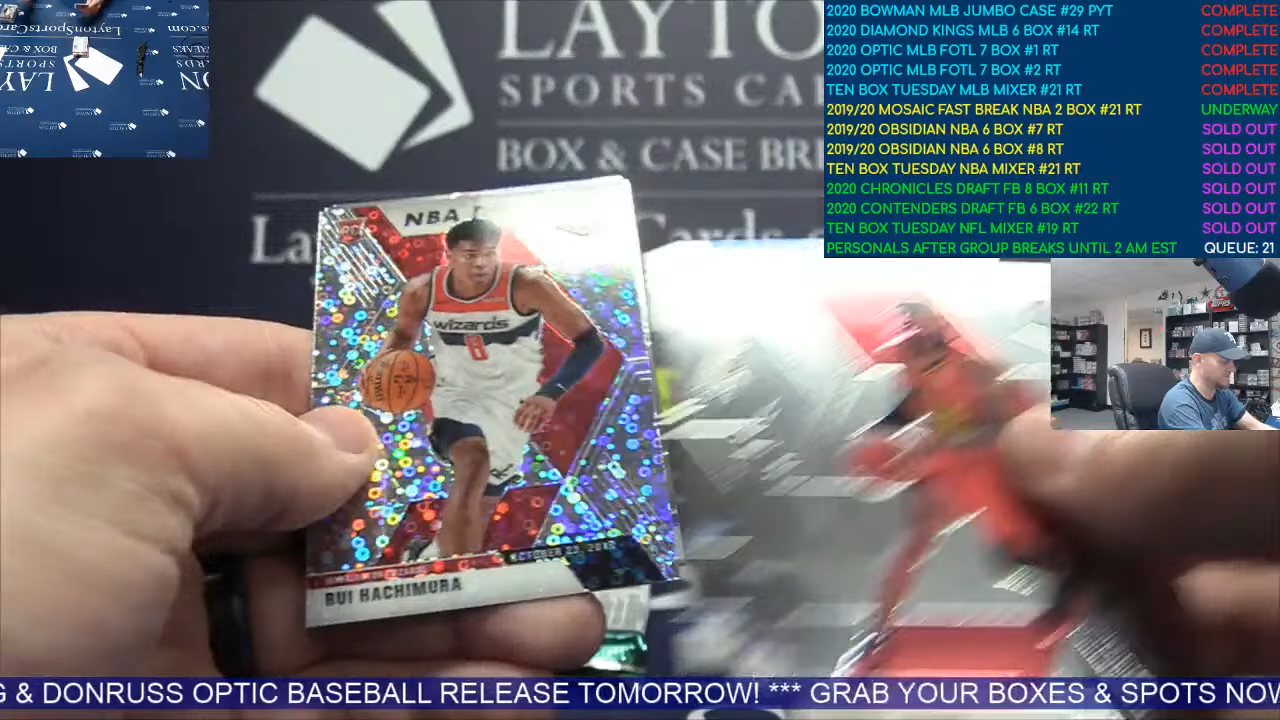 2020 BOWMAN MLB JUMBO CASE #29 PYT COMPLETE
2020 DIAMOND KINGS MLB 6 BOX #14 RT COMPLETE
2020 OPTIC MLB FOTL 7 BOX #1 RT COMPLETE
2020 OPTIC MLB FOTL 7 BOX #2 RT COMPLETE
TEN BOX TUESDAY MLB MIXER #21 RT COMPLETE
2019/20 MOSAIC FAST BREAK NBA 2 BOX #21 RT UNDERWAY
2019/20 OBSIDIAN NBA 6 BOX #7 RT SOLD OUT
2019/20 OBSIDIAN NBA 6 BOX #8 RT SOLD OUT
TEN BOX TUESDAY NBA MIXER #21 RT SOLD OUT
2020 CHRONICLES DRAFT FB 8 BOX #11 RT SOLD OUT
2020 CONTENDERS DRAFT FB 6 BOX #22 RT SOLD OUT
TEN BOX TUESDAY NFL MIXER #19 RT SOLD OUT
PERSONALS AFTER GROUP BREAKS UNTIL 2 AM EST QUEUE: 21
LAYTO
SPORTS CA
BOX & CASE BRE
La
Cards
NBA
RC
wizards
8
RUI HACHIMURA
G & DONRUSS OPTIC BASEBALL RELEASE TOMORROW! *** GRAB YOUR BOXES & SPOTS NOW